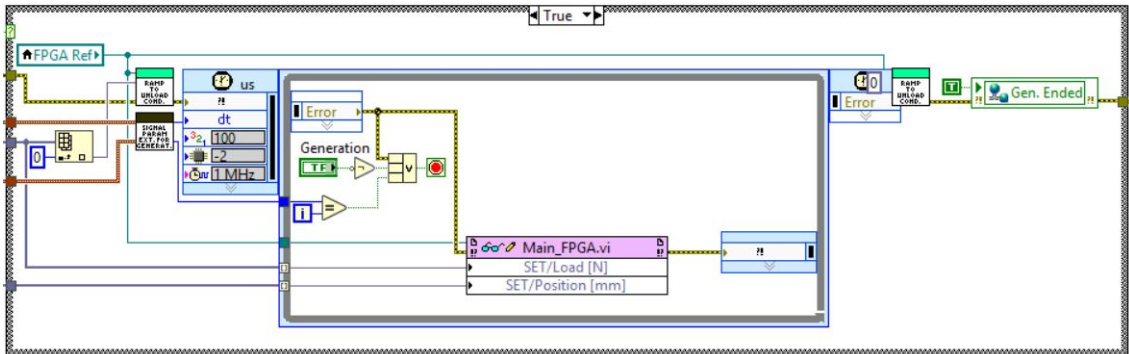 True
?
FPGA Ref
RAMP
TO
UNLOAD
COND.
us
?!
SIGNAL
PARAM
EXT. FOR
GENERAT.
dt
321 100
-2
1 MHz
0
Error
Generation
TF
v
i
=
?! Main_FPGA.vi ?!
SET/Load [N]
SET/Position [mm]
?!
0
Error
RAMP
TO
UNLOAD
COND.
T
?! Gen. Ended ?!